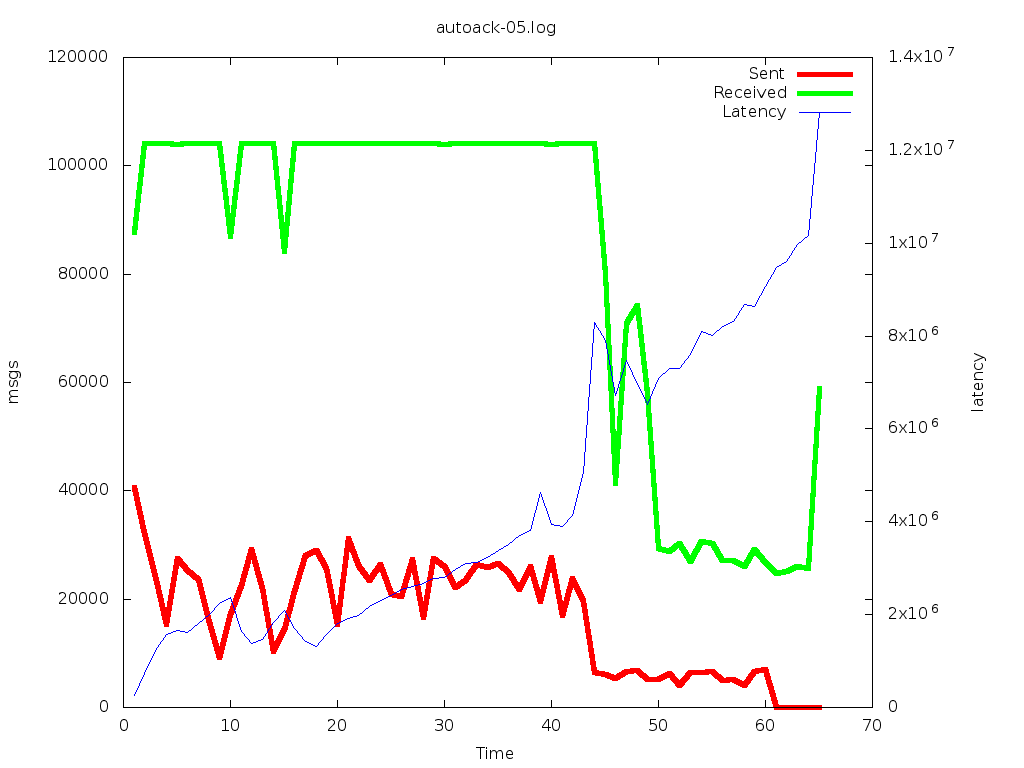 autoack-05.log
120000
100000
80000
60000
40000
20000
0
msgs
Sent
Received
Latency
1.4x10^7
1.2x10^7
1x10^7
8x10^6
6x10^6
4x10^6
2x10^6
0
latency
0 10 20 30 40 50 60 70
Time